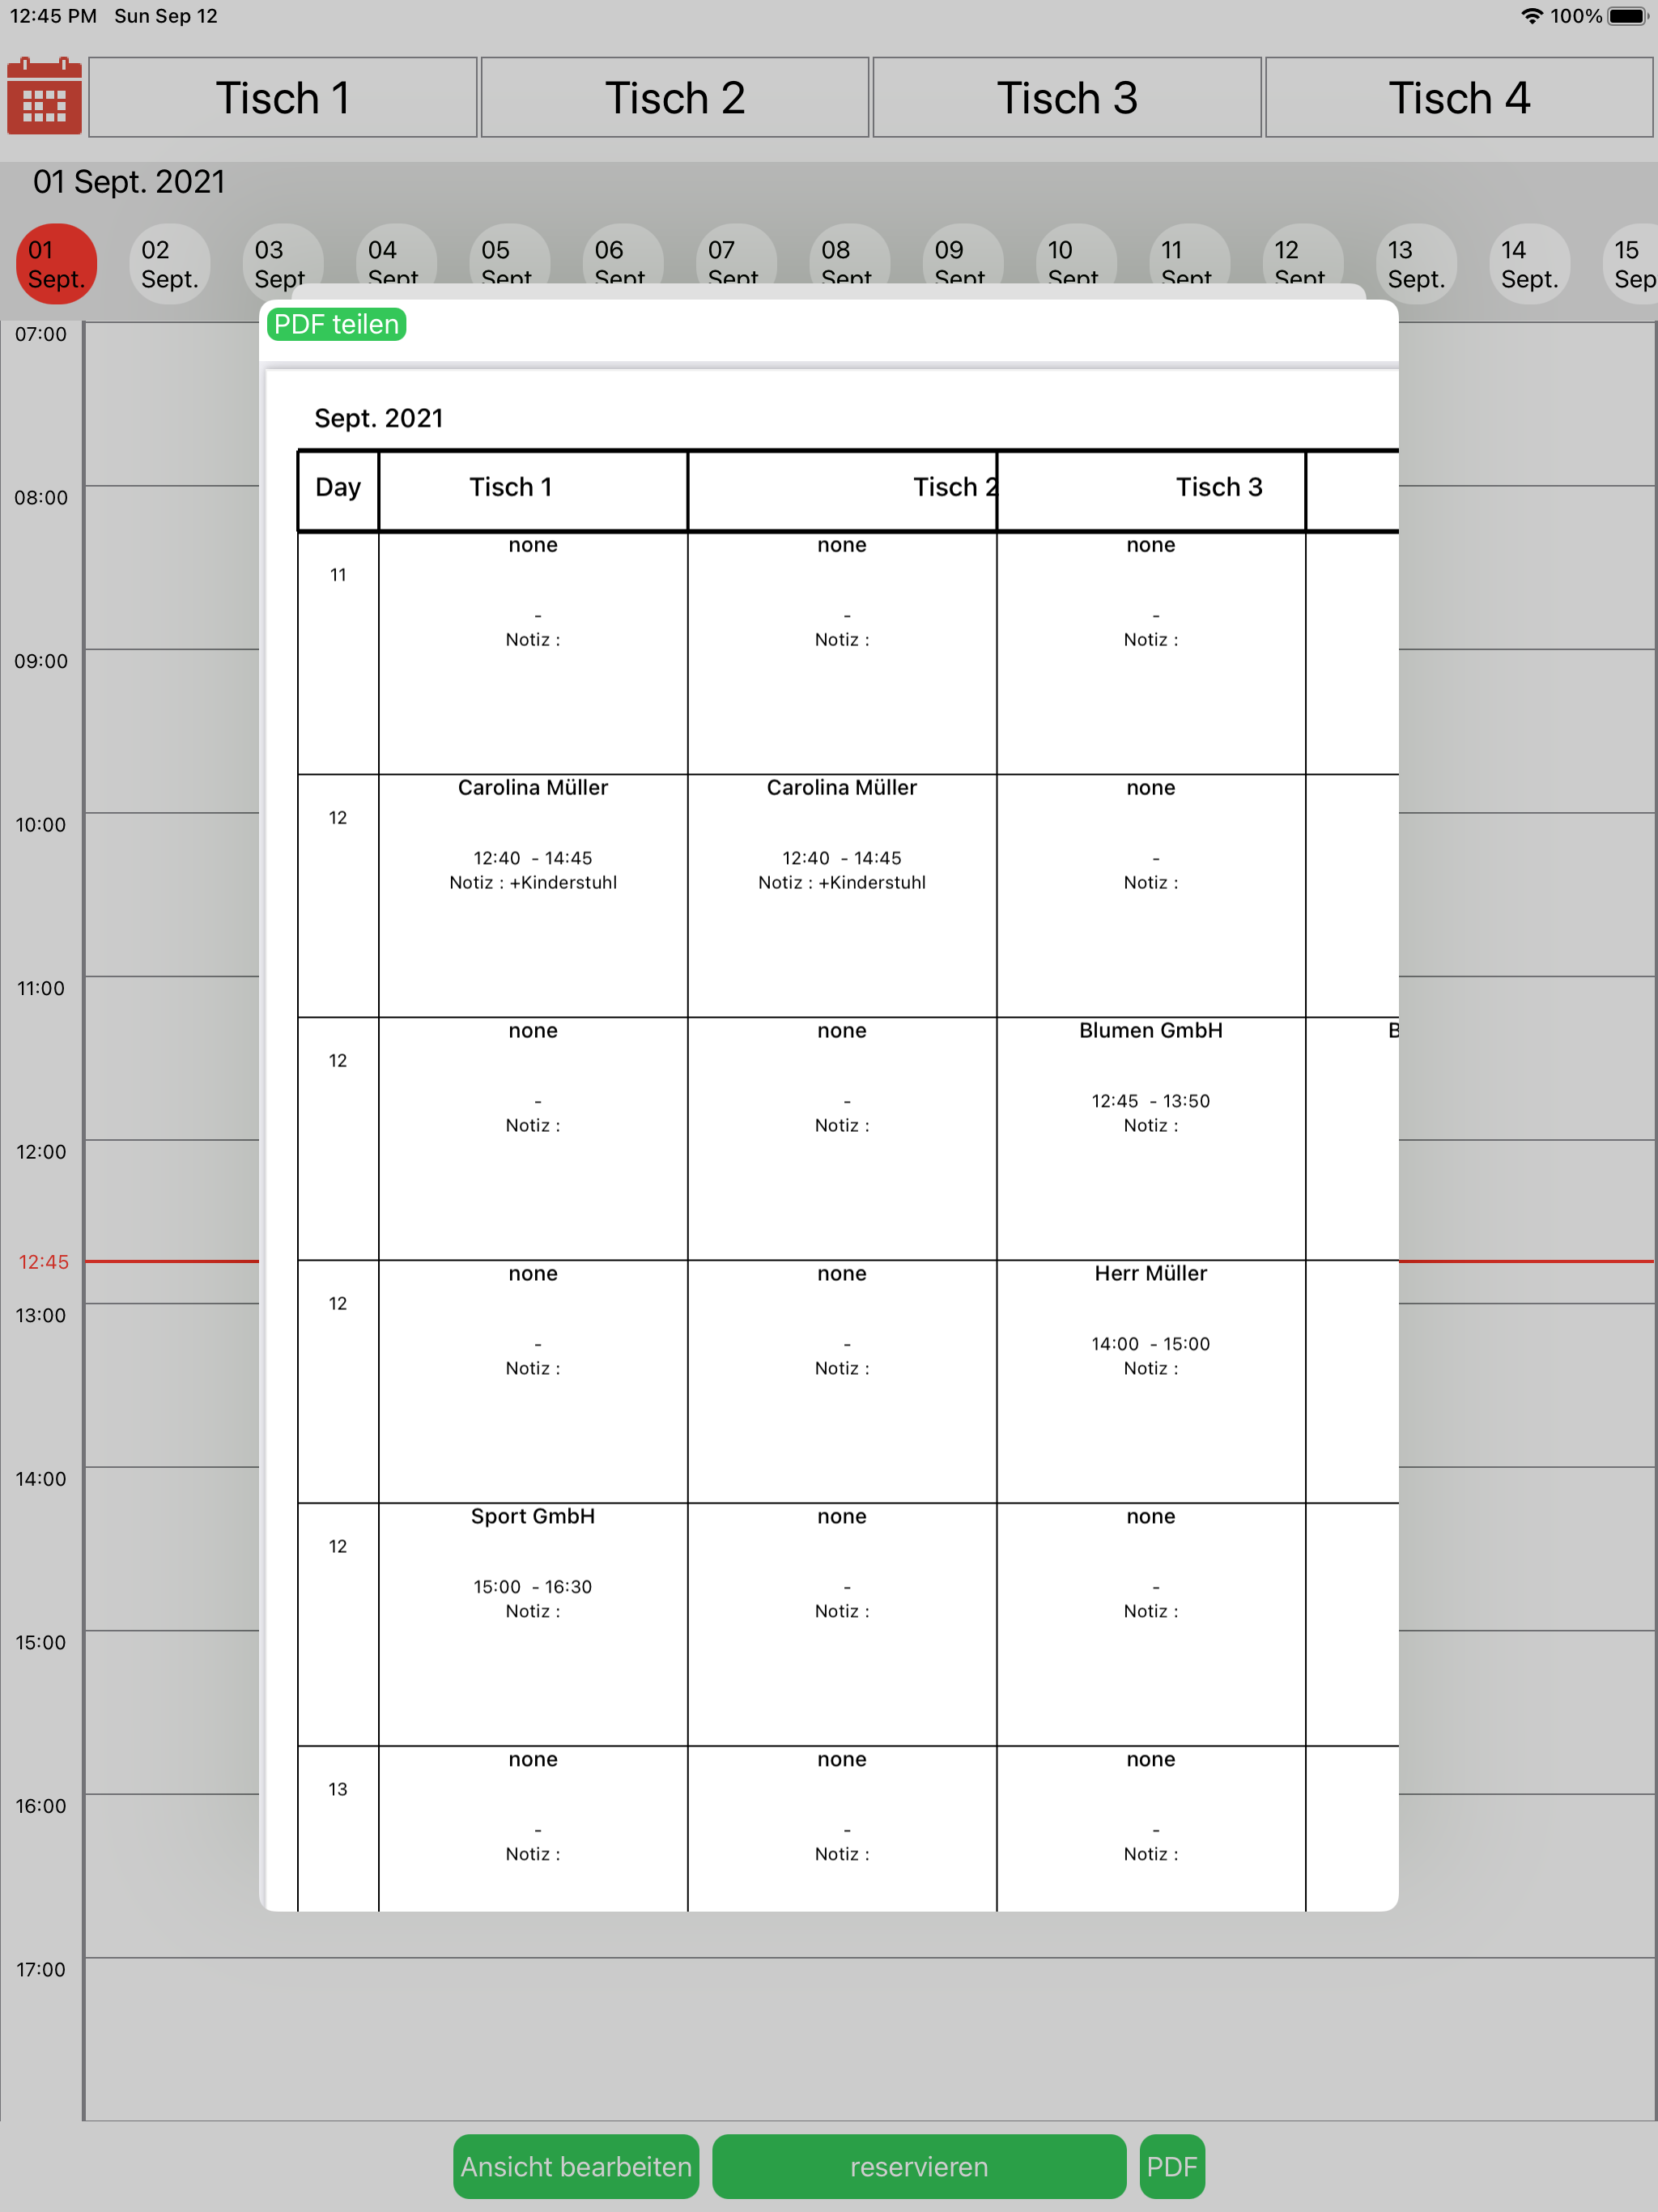 12:45 PM Sun Sep 12 100%
Tisch 1 Tisch 2 Tisch 3 Tisch 4
01 Sept. 2021
01 02 03 04 05 06 07 08 09 10 11 12 13 14 15
Sept. Sept. Sept Sept Sept Sept Sept Sept Sept Sept Sept Sept Sept. Sept. Sep
PDF teilen
07:00
08:00
09:00
10:00
11:00
12:00
12:45
13:00
14:00
15:00
16:00
17:00
Sept. 2021
Day Tisch 1 Tisch 2 Tisch 3
none none none
11
- - -
Notiz : Notiz : Notiz :
Carolina Müller Carolina Müller none
12
12:40 - 14:45 12:40 - 14:45 -
Notiz : +Kinderstuhl Notiz : +Kinderstuhl Notiz :
none none Blumen GmbH B
12
- - 12:45 - 13:50
Notiz : Notiz : Notiz :
none none Herr Müller
12
- - 14:00 - 15:00
Notiz : Notiz : Notiz :
Sport GmbH none none
12
15:00 - 16:30 - -
Notiz : Notiz : Notiz :
none none none
13
- - -
Notiz : Notiz : Notiz :
Ansicht bearbeiten reservieren PDF